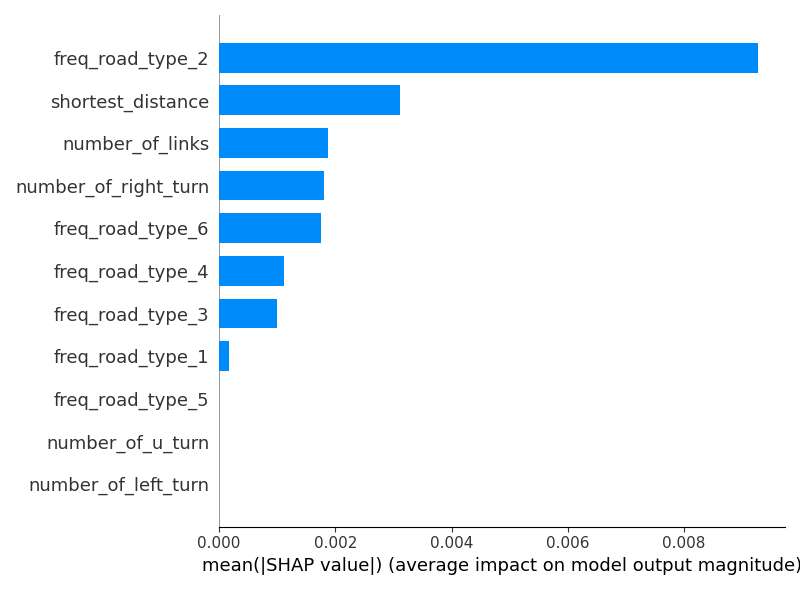 freq_road_type_2
shortest_distance
number_of_links
number_of_right_turn
freq_road_type_6
freq_road_type_4
freq_road_type_3
freq_road_type_1
freq_road_type_5
number_of_u_turn
number_of_left_turn
0.000 0.002 0.004 0.006 0.008
mean(|SHAP value|) (average impact on model output magnitude)